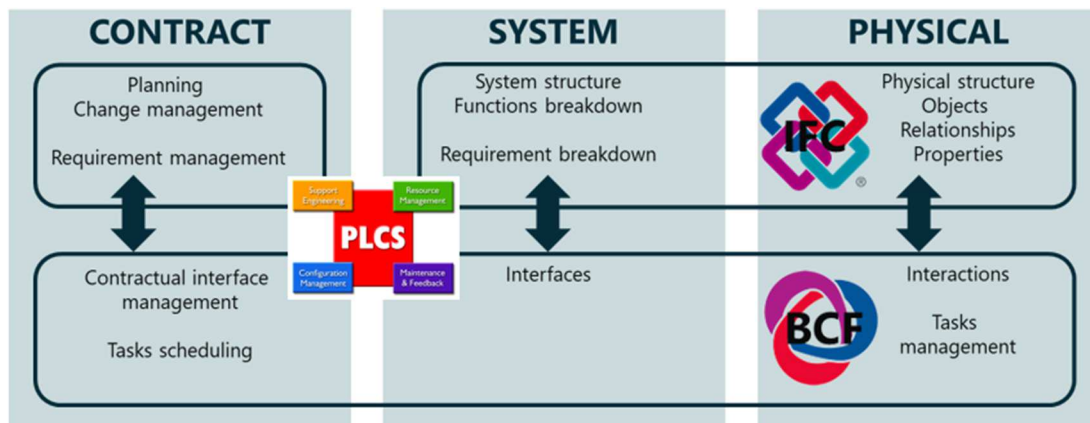 CONTRACT
SYSTEM
PHYSICAL
Planning
Change management
Requirement management
System structure
Functions breakdown
Requirement breakdown
IFC
®
Physical structure
Objects
Relationships
Properties
Support
Engineering
Resource
Management
PLCS
Configuration
Management
Maintenance
& Feedback
Contractual interface
management
Tasks scheduling
Interfaces
BCF
Interactions
Tasks
management